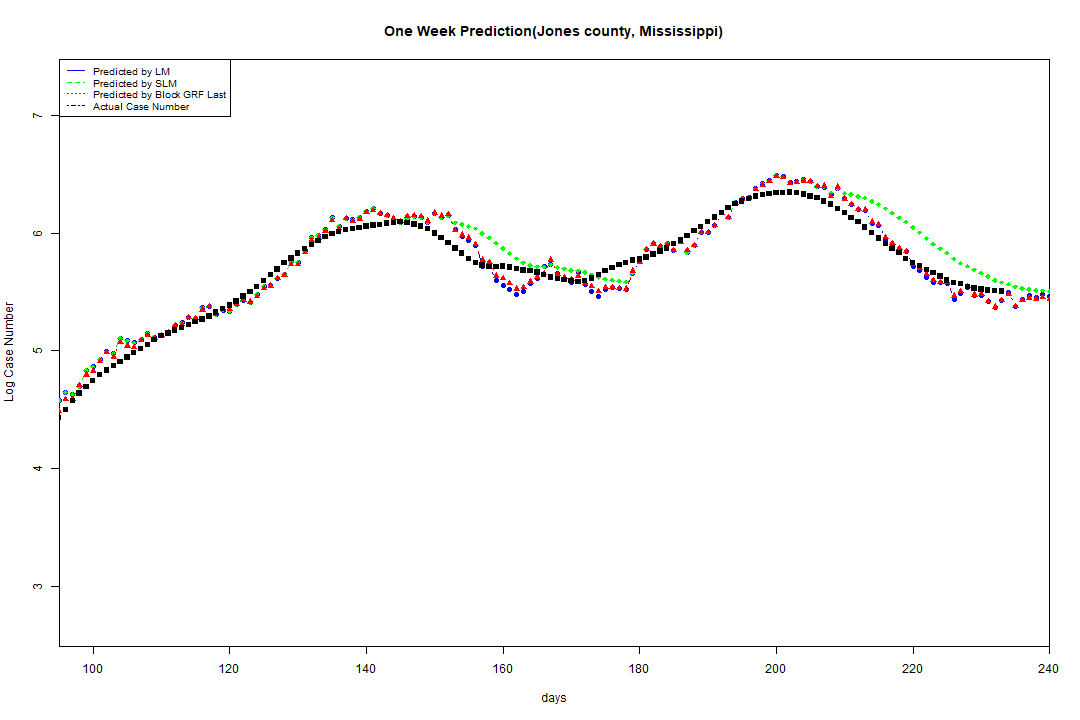 One Week Prediction(Jones county, Mississippi)
Predicted by LM
Predicted by SLM
Predicted by Block GRF Last
Actual Case Number
7
6
5
4
3
Log Case Number
100 120 140 160 180 200 220 240
days